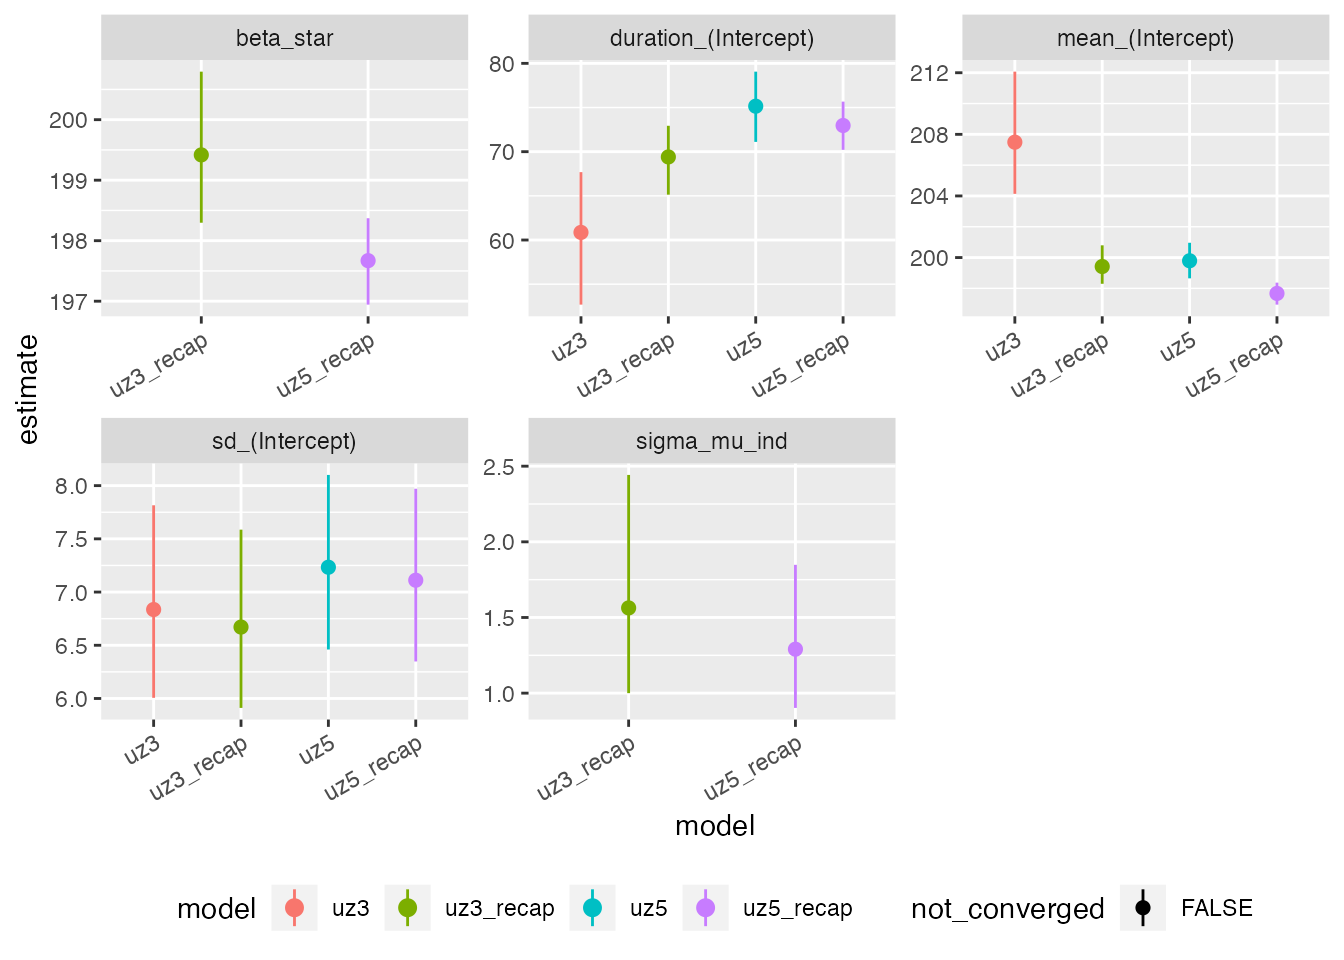 beta_star
duration_(Intercept)
mean_(Intercept)
200
199
198
197
80
70
60
212
208
204
200
uz3_recap
uz5_recap
uz3
uz3_recap
uz5
uz5_recap
uz3
uz3_recap
uz5
uz5_recap
estimate
sd_(Intercept)
sigma_mu_ind
8.0
7.5
7.0
6.5
6.0
2.5
2.0
1.5
1.0
uz3
uz3_recap
uz5
uz5_recap
uz3_recap
uz5_recap
model
model uz3 uz3_recap uz5 uz5_recap not_converged FALSE